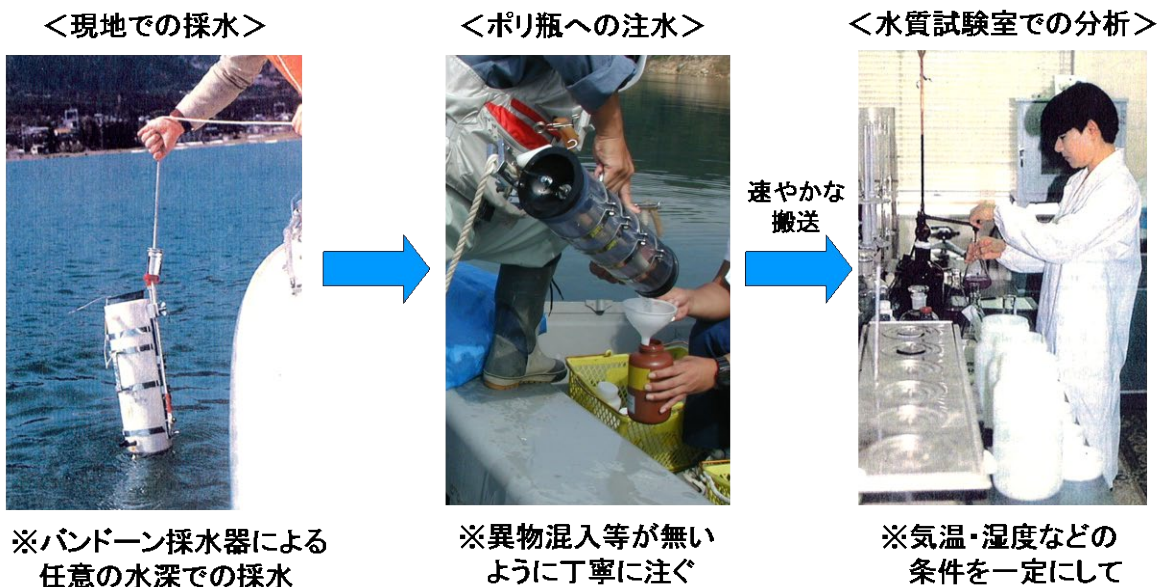 ＜現地での採水＞
＜ポリ瓶への注水＞
＜水質試験室での分析＞
速やかな
搬送
※バンドーン採水器による
任意の水深での採水
※異物混入等が無い
ように丁寧に注ぐ
※気温・湿度などの
条件を一定にして